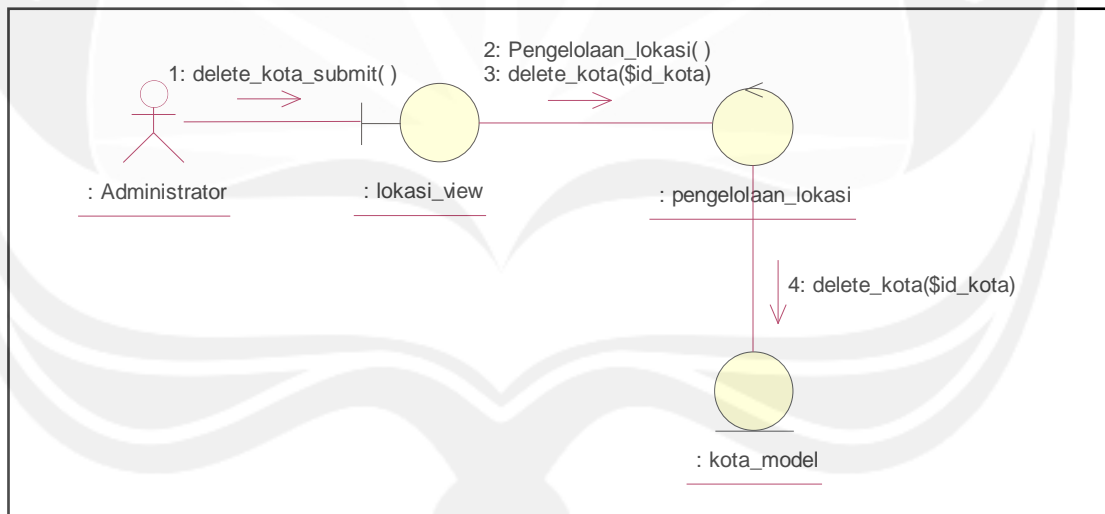 1: delete_kota_submit( )
2: Pengelolaan_lokasi( )
3: delete_kota($id_kota)
: Administrator
: lokasi_view
: pengelolaan_lokasi
4: delete_kota($id_kota)
: kota_model